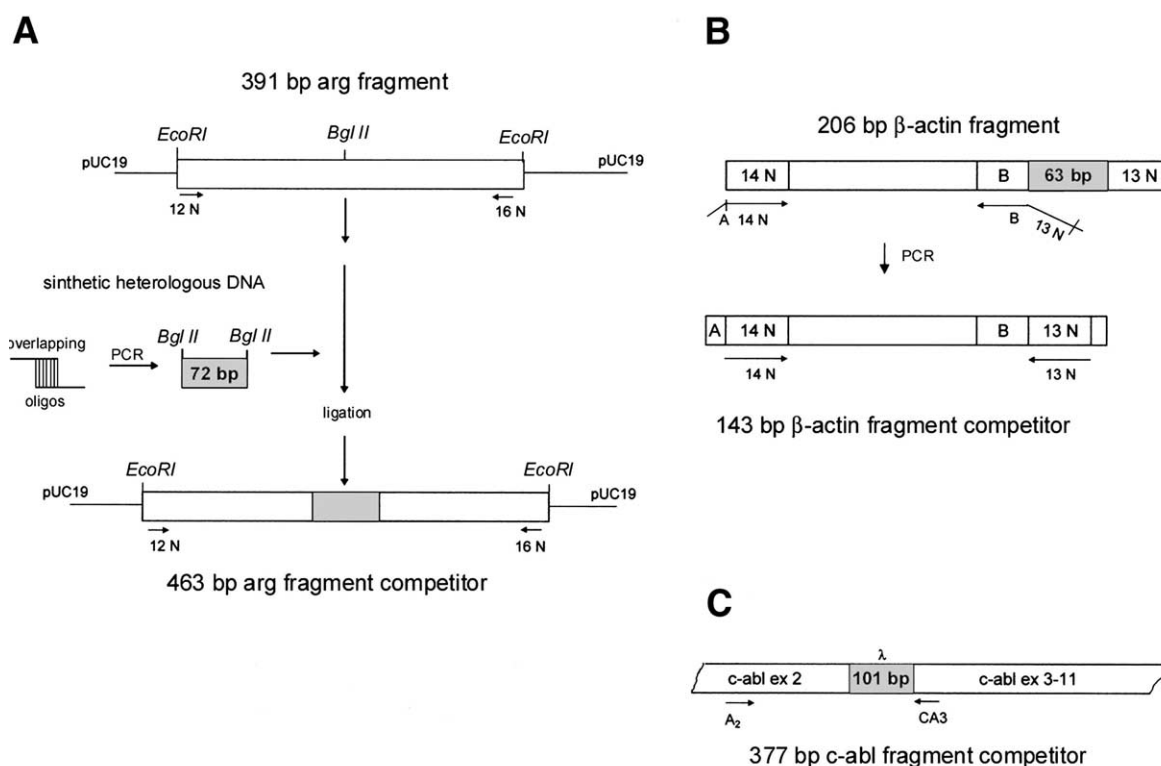 A
391 bp arg fragment
EcoRI
Bgl II
EcoRI
pUC19
pUC19
12 N
16 N
sinthetic heterologous DNA
overlapping
oligos
PCR
Bgl II
Bgl II
72 bp
ligation
EcoRI
EcoRI
pUC19
pUC19
12 N
16 N
463 bp arg fragment competitor
B
206 bp β-actin fragment
14 N
B
63 bp
13 N
A
14 N
B
13 N
PCR
A
14 N
B
13 N
14 N
13 N
143 bp β-actin fragment competitor
C
λ
c-abl ex 2
101 bp
c-abl ex 3-11
A2
CA3
377 bp c-abl fragment competitor